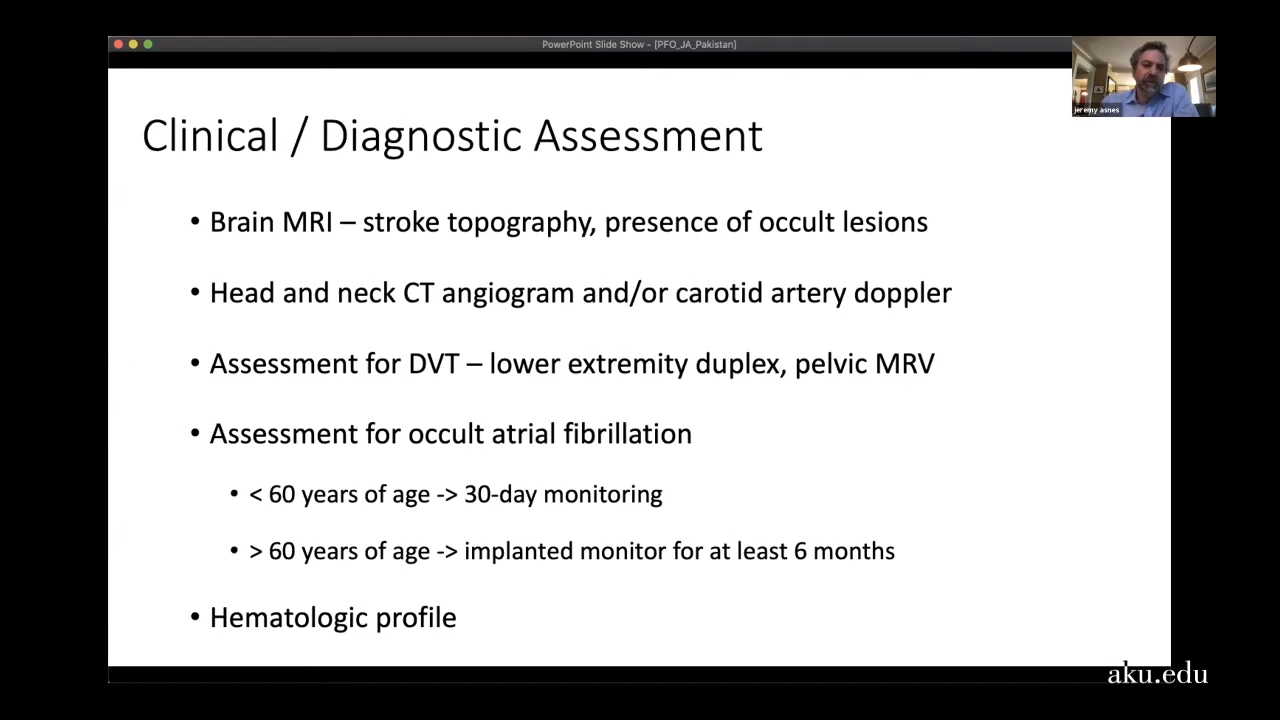 PowerPoint Slide Show - [PFO_JA_Pakistan]
jeremy asnes
Clinical / Diagnostic Assessment
• Brain MRI – stroke topography, presence of occult lesions
• Head and neck CT angiogram and/or carotid artery doppler
• Assessment for DVT – lower extremity duplex, pelvic MRV
• Assessment for occult atrial fibrillation
• < 60 years of age -> 30-day monitoring
• > 60 years of age -> implanted monitor for at least 6 months
• Hematologic profile
aku.edu